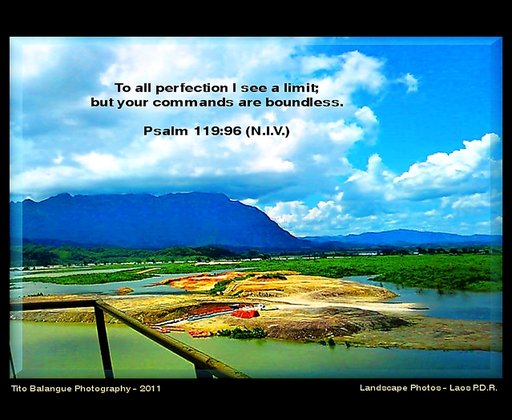 To all perfection I see a limit;
but your commands are boundless.
Psalm 119:96 (N.I.V.)
Tito Balangue Photography - 2011
Landscape Photos - Laos P.D.R.